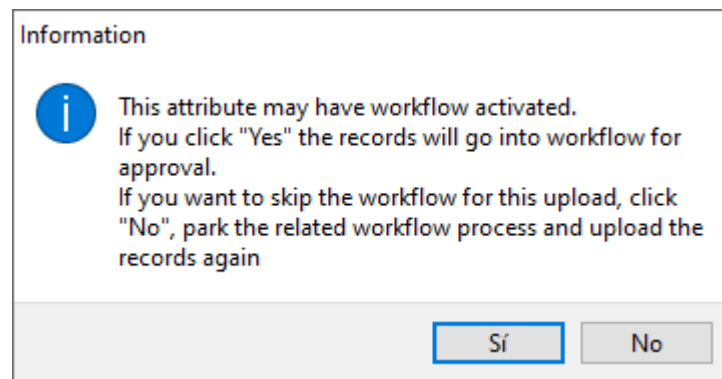 Information
This attribute may have workflow activated.
If you click "Yes" the records will go into workflow for
approval.
If you want to skip the workflow for this upload, click
"No", park the related workflow process and upload the
records again
Sí
No